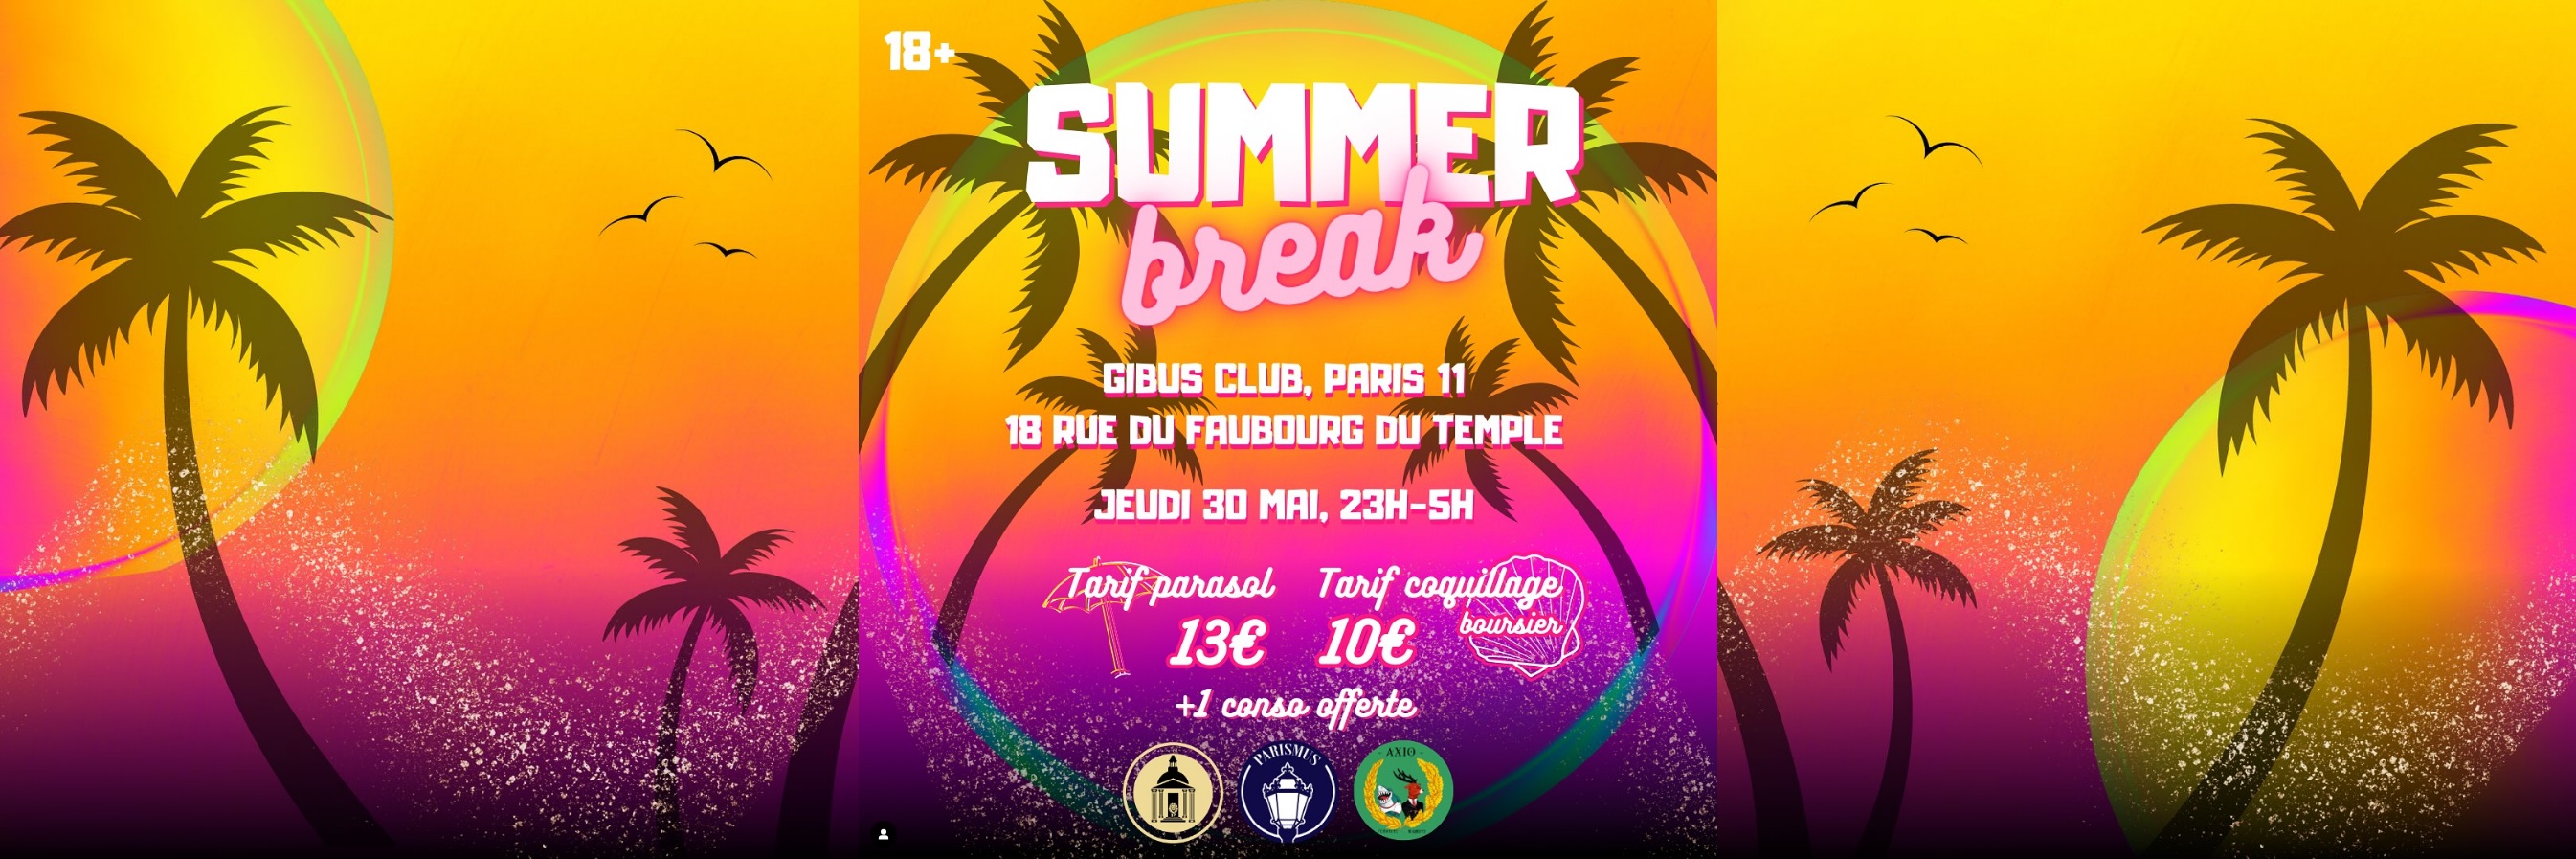 18+
SUMMER
break
GIBUS CLUB, PARIS 11
18 RUE DU FAUBOURG DU TEMPLE
JEUDI 30 MAI, 23H-5H
Tarif parasol
13€
Tarif coquillage
boursier
10€
+1 conso offerte
PARISMUS
AXIO